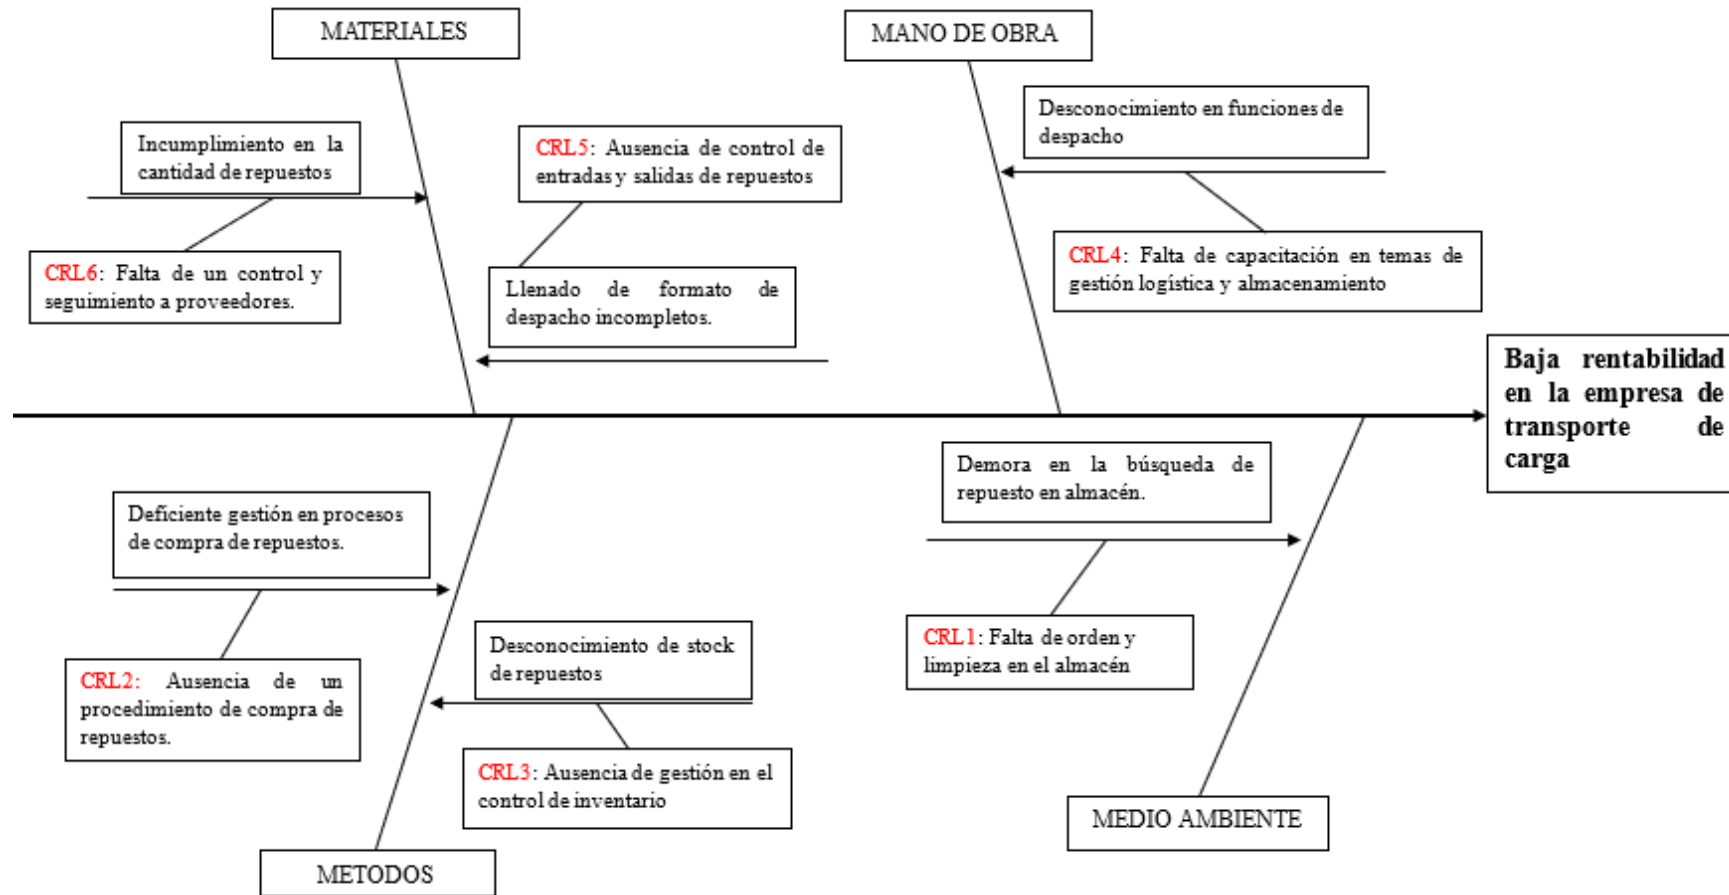 MATERIALES
MANO DE OBRA
Incumplimiento en la
cantidad de repuestos
CRL5: Ausencia de control de
entradas y salidas de repuestos
Desconocimiento en funciones de
despacho
CRL6: Falta de un control y
seguimiento a proveedores.
Llenado de formato de
despacho incompletos.
CRL4: Falta de capacitación en temas de
gestión logística y almacenamiento
Baja rentabilidad
en la empresa de
transporte de
carga
Deficiente gestión en procesos
de compra de repuestos.
Demora en la búsqueda de
repuesto en almacén.
CRL2: Ausencia de un
procedimiento de compra de
repuestos.
Desconocimiento de stock
de repuestos
CRL1: Falta de orden y
limpieza en el almacén
CRL3: Ausencia de gestión en el
control de inventario
MEDIO AMBIENTE
METODOS